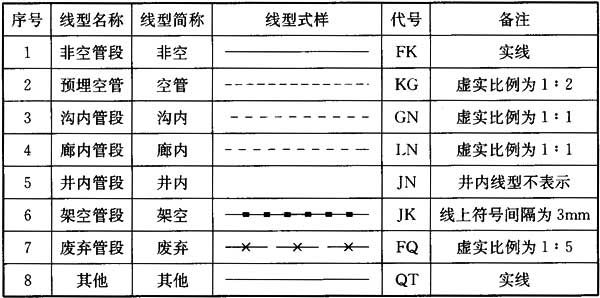 序号 线型名称 线型简称 线型式样 代号 备注
1 非空管段 非空 FK 实线
2 预埋空管 空管 KG 虚实比例为1∶2
3 沟内管段 沟内 GN 虚实比例为1∶1
4 廊内管段 廊内 LN 虚实比例为1∶1
5 井内管段 井内 JN 井内线型不表示
6 架空管段 架空 JK 线上符号间隔为3mm
7 废弃管段 废弃 FQ 虚实比例为1∶5
8 其他 其他 QT 实线